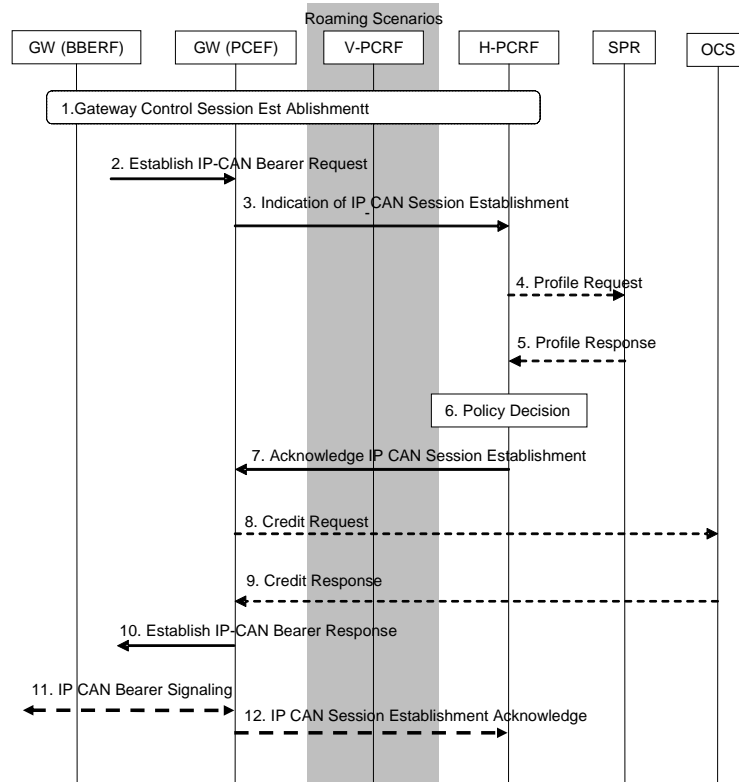 Roaming Scenarios
GW (BBERF) GW (PCEF) V-PCRF H-PCRF SPR OCS
1.Gateway Control Session Est Ablishmentt
2. Establish IP-CAN Bearer Request
3. Indication of IP_CAN Session Establishment
4. Profile Request
5. Profile Response
6. Policy Decision
7. Acknowledge IP CAN Session Establishment
8. Credit Request
9. Credit Response
10. Establish IP-CAN Bearer Response
11. IP CAN Bearer Signaling
12. IP CAN Session Establishment Acknowledge